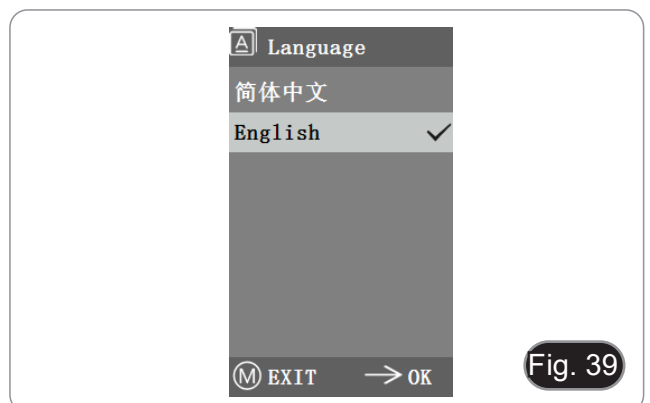 A Language
简体中文
English
M EXIT → OK
Fig. 39